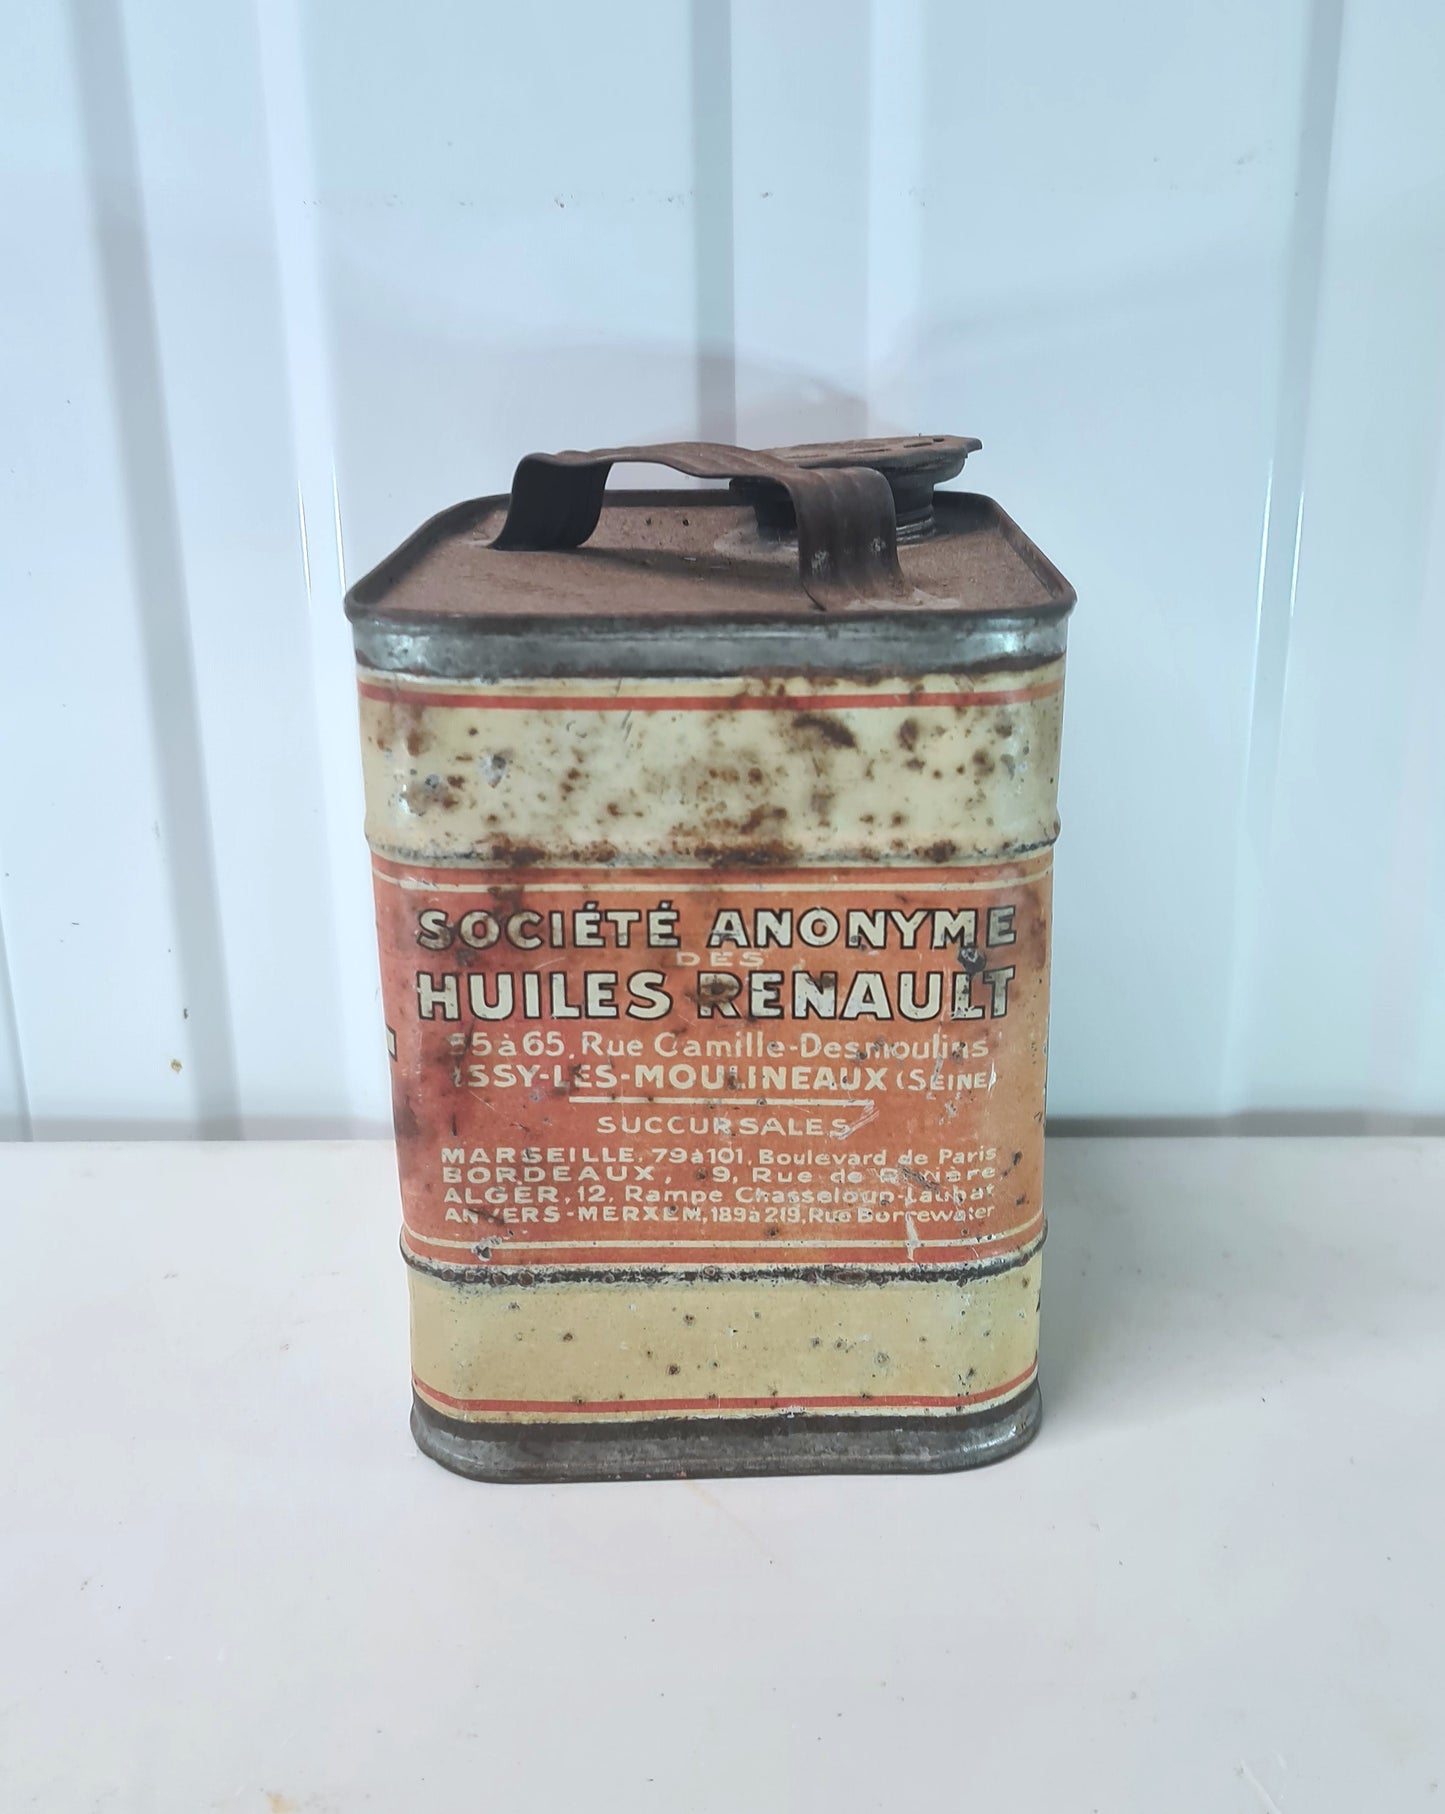 SOCIÉTÉ ANONYME
DES
HUILES RENAULT
55 à 65, Rue Camille-Desmoulins
ISSY-LES-MOULINEAUX (SEINE)
SUCCURSALES
MARSEILLE, 79 à 101, Boulevard de Paris
BORDEAUX, 9, Rue de Rivière
ALGER, 12, Rampe Chasseloup-Laubat
ANVERS-MERXEM, 189 à 219, Rue Borrewater